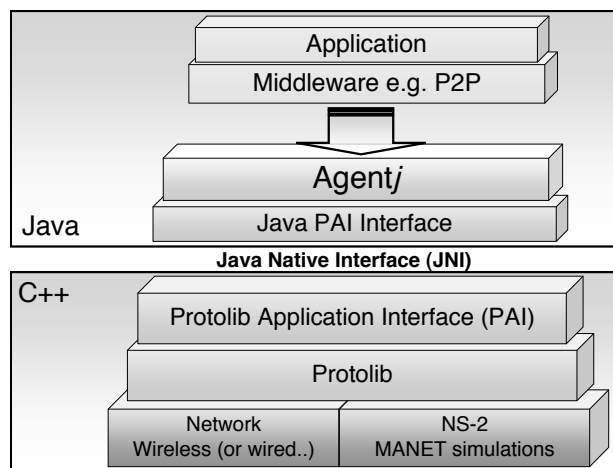 Application
Middleware e.g. P2P
Agentj
Java PAI Interface
Java
Java Native Interface (JNI)
C++
Protolib Application Interface (PAI)
Protolib
Network
Wireless (or wired..)
NS-2
MANET simulations